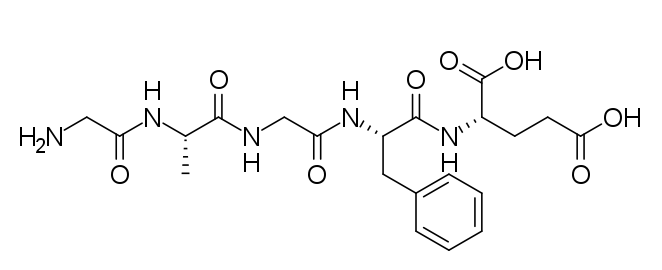 O OH
H O H O
N N OH
H₂N N N
O H O H O